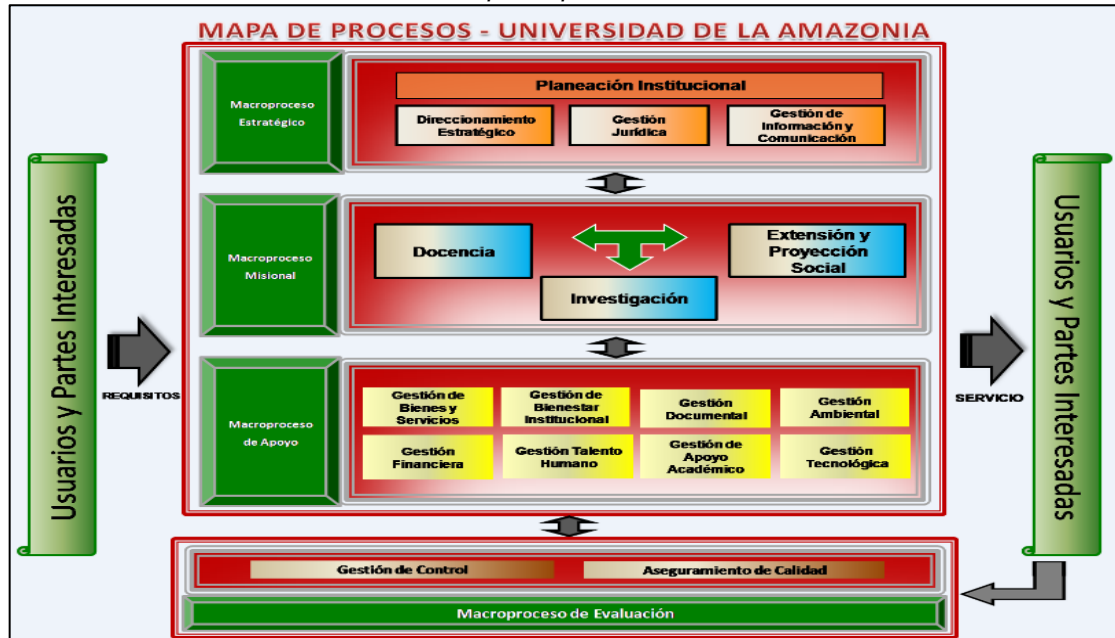 MAPA DE PROCESOS - UNIVERSIDAD DE LA AMAZONIA
Usuarios y Partes Interesadas
REQUISITOS
Macroproceso
Estratégico
Planeación Institucional
Direccionamiento
Estratégico
Gestión
Jurídica
Gestión de
Información y
Comunicación
Macroproceso
Misional
Docencia
Extensión y
Proyección
Social
Investigación
Macroproceso
de Apoyo
Gestión de
Bienes y
Servicios
Gestión de
Bienestar
Institucional
Gestión
Documental
Gestión
Ambiental
Gestión
Financiera
Gestión Talento
Humano
Gestión de
Apoyo
Académico
Gestión
Tecnológica
SERVICIO
Usuarios y Partes Interesadas
Gestión de Control
Aseguramiento de Calidad
Macroproceso de Evaluación